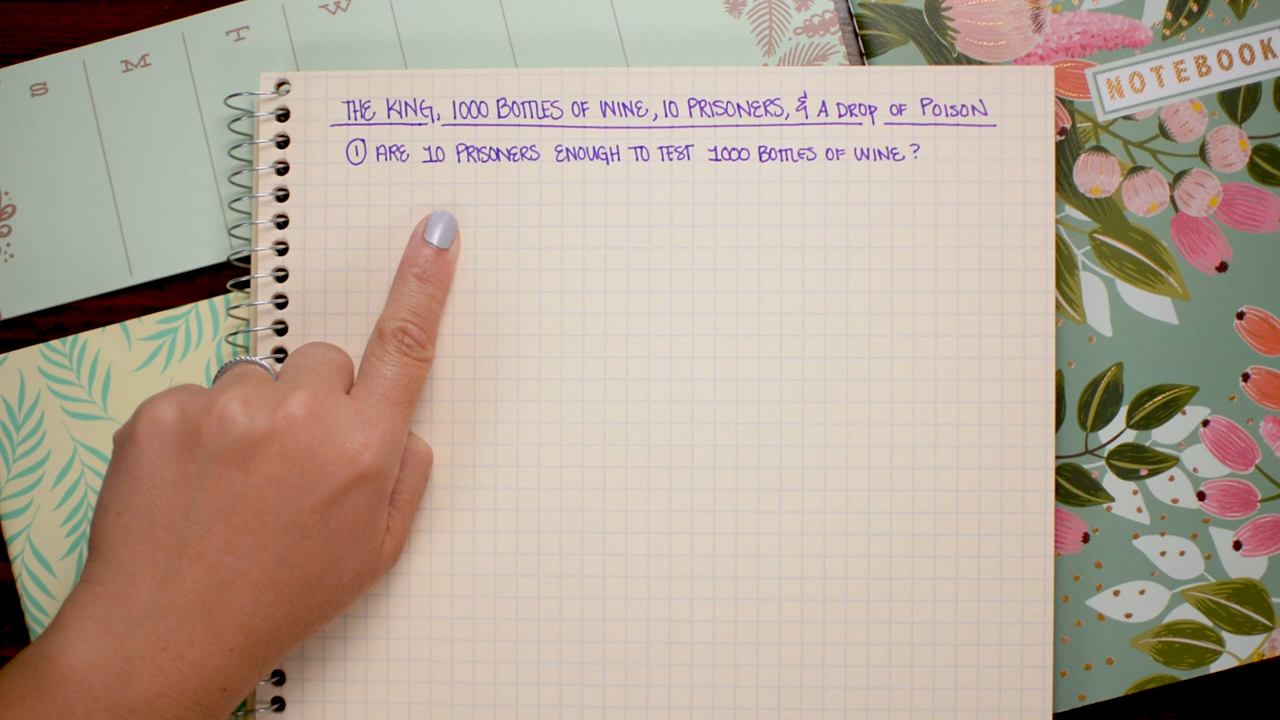 S M T W
NOTEBOOK
THE KING, 1000 BOTTLES OF WINE, 10 PRISONERS, & A DROP OF POISON
① ARE 10 PRISONERS ENOUGH TO TEST 1000 BOTTLES OF WINE?